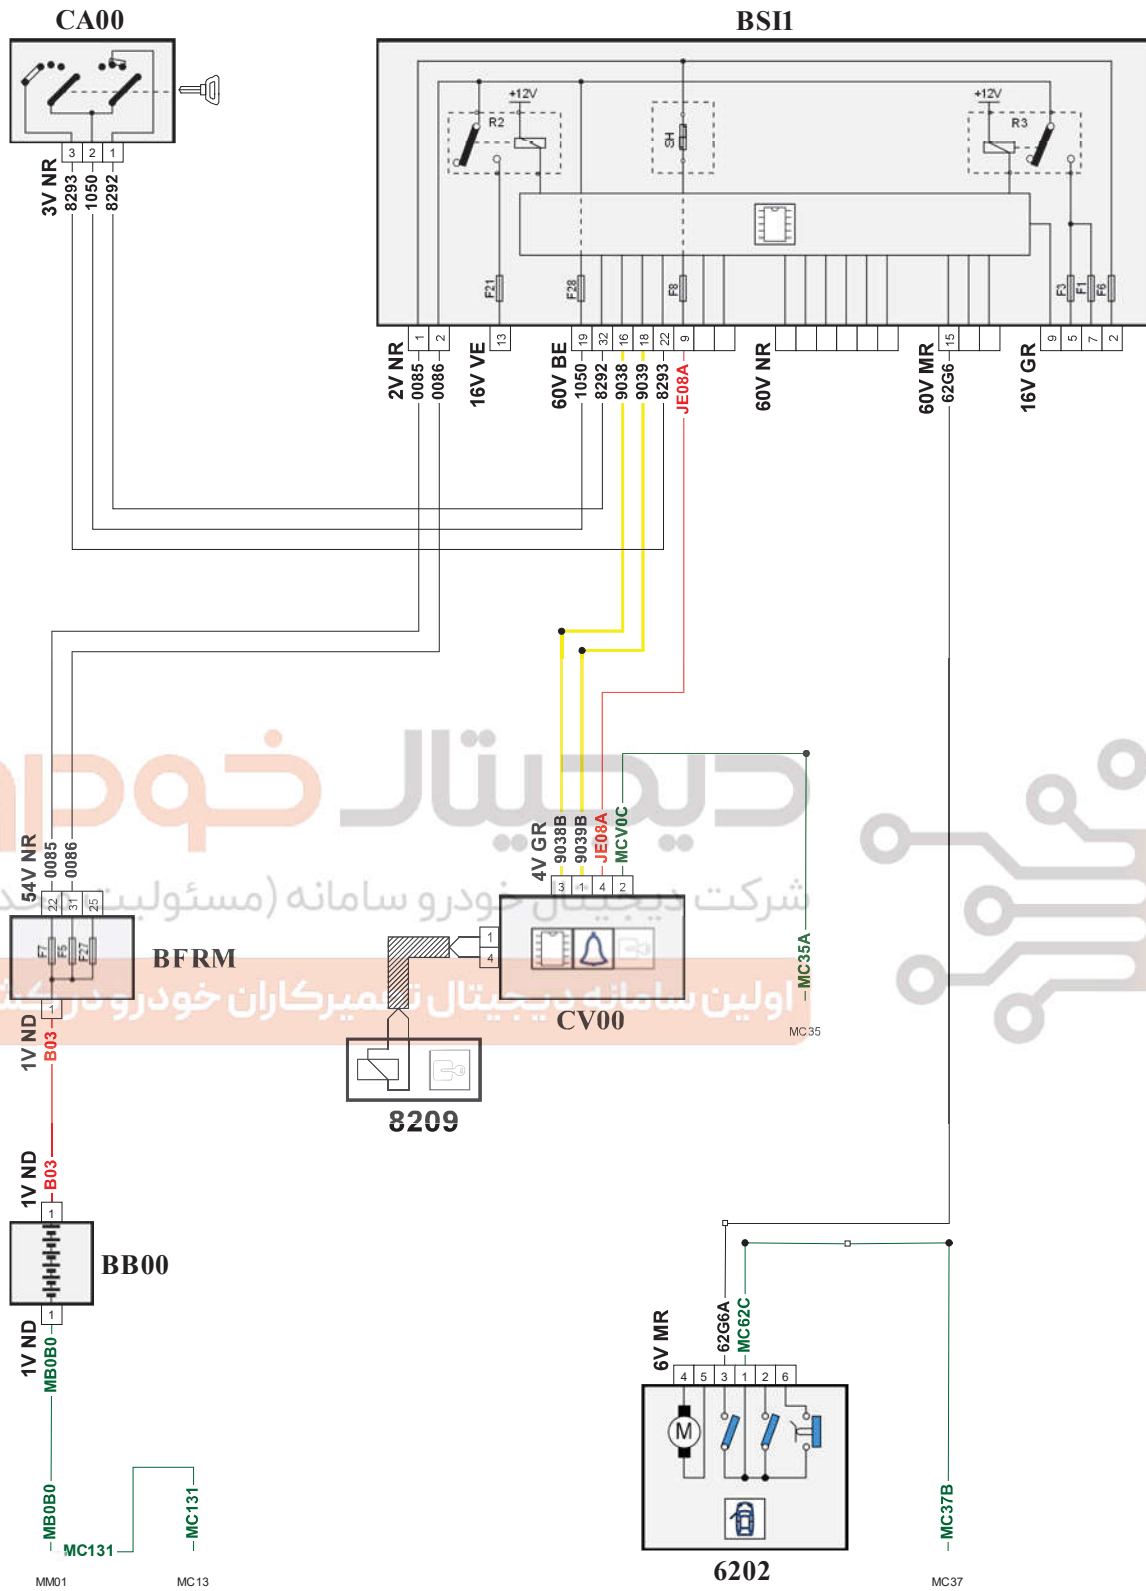 CA00
BSI1
+12V
R2
SH
+12V
R3
3 2 1
3V NR
8293
1050
8292
F21
F28
F8
F3
F1
F6
1 2 13 19 32 16 18 22 9 15 9 5 7 2
2V NR
0085
0086
16V VE
60V BE
1050
8292
9038
9039
8293
JE08A
60V NR
60V MR
62G6
16V GR
دیجیتال خودرو
شرکت دیجیتال خودرو سامانه (مسئولیت
اولین سامانه دیجیتال تعمیرکاران خودرو در
54V NR
0085
0086
22 31 25
F7
F5
F27
BFRM
1
1V ND
B03
4V GR
9038B
9039B
JE08A
MCV0C
3 1 4 2
1
4
CV00
MC35A
MC35
8209
1V ND
B03
1
BB00
1
1V ND
MB0B0
MB0B0
MC131
MC131
MM01
MC13
6V MR
62G6A
MC62C
4 5 3 1 2 6
M
6202
MC37B
MC37